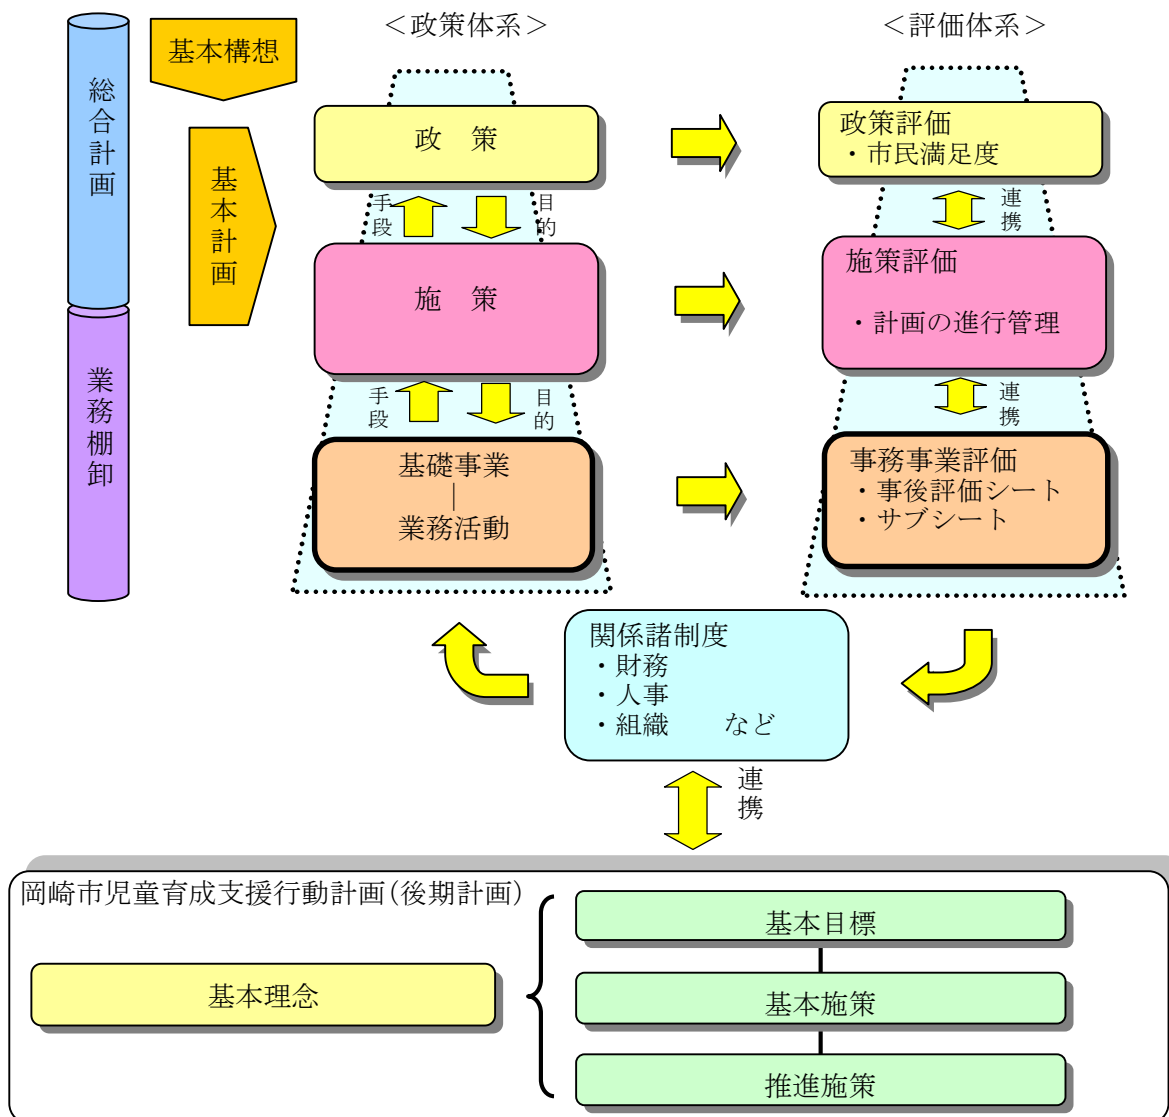 ＜政策体系＞
＜評価体系＞
総合計画
業務棚卸
基本構想
基本計画
政　策
手段
目的
施　策
手段
目的
基礎事業
｜
業務活動
政策評価
・市民満足度
連携
施策評価
・計画の進行管理
連携
事務事業評価
・事後評価シート
・サブシート
関係諸制度
・財務
・人事
・組織　　など
連携
岡崎市児童育成支援行動計画(後期計画)
基本理念
基本目標
基本施策
推進施策